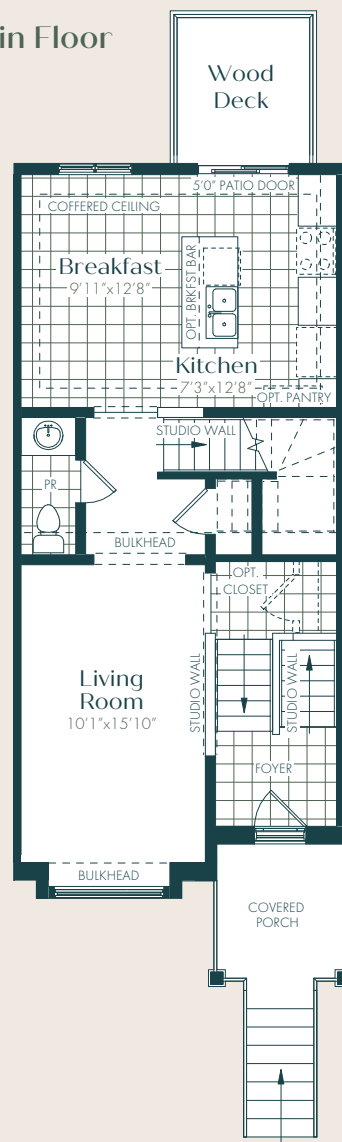 in Floor
Wood
Deck
5'0" PATIO DOOR
COFFERED CEILING
Breakfast
9'11"x12'8"
OPT. BRKFST BAR
Kitchen
7'3"x12'8"
OPT. PANTRY
STUDIO WALL
PR
BULKHEAD
OPT.
CLOSET
Living
Room
10'1"x15'10"
STUDIO WALL
STUDIO WALL
FOYER
BULKHEAD
COVERED
PORCH